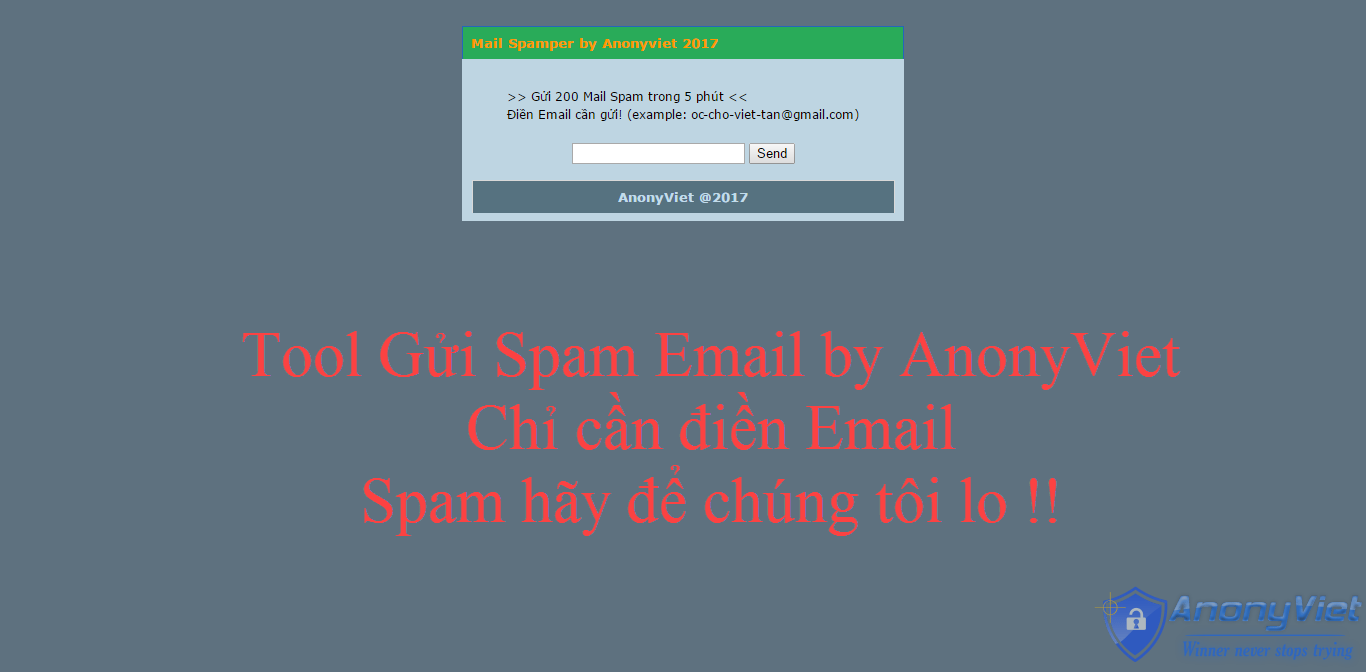 Mail Spamper by Anonyviet 2017
>> Gửi 200 Mail Spam trong 5 phút <<
Điền Email cần gửi! (example: oc-cho-viet-tan@gmail.com)
Send
AnonyViet @2017
Tool Gửi Spam Email by AnonyViet
Chỉ cần điền Email
Spam hãy để chúng tôi lo !!
AnonyViet
Winner never stops trying